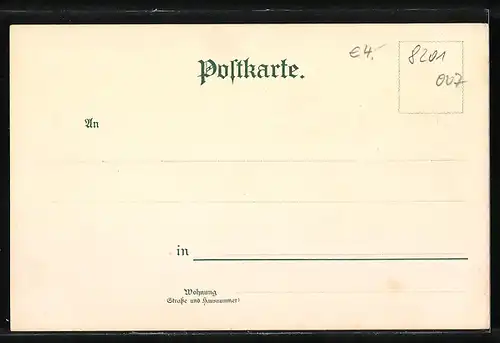 €4.-
8201
007
Postkarte.
An
in
Wohnung
Straße und Hausnummer